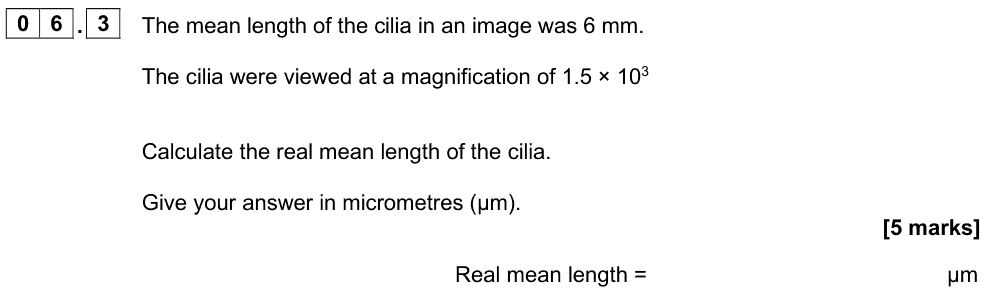 06.3 The mean length of the cilia in an image was 6 mm.
The cilia were viewed at a magnification of 1.5 × 10³
Calculate the real mean length of the cilia.
Give your answer in micrometres (µm).
[5 marks]
Real mean length = µm